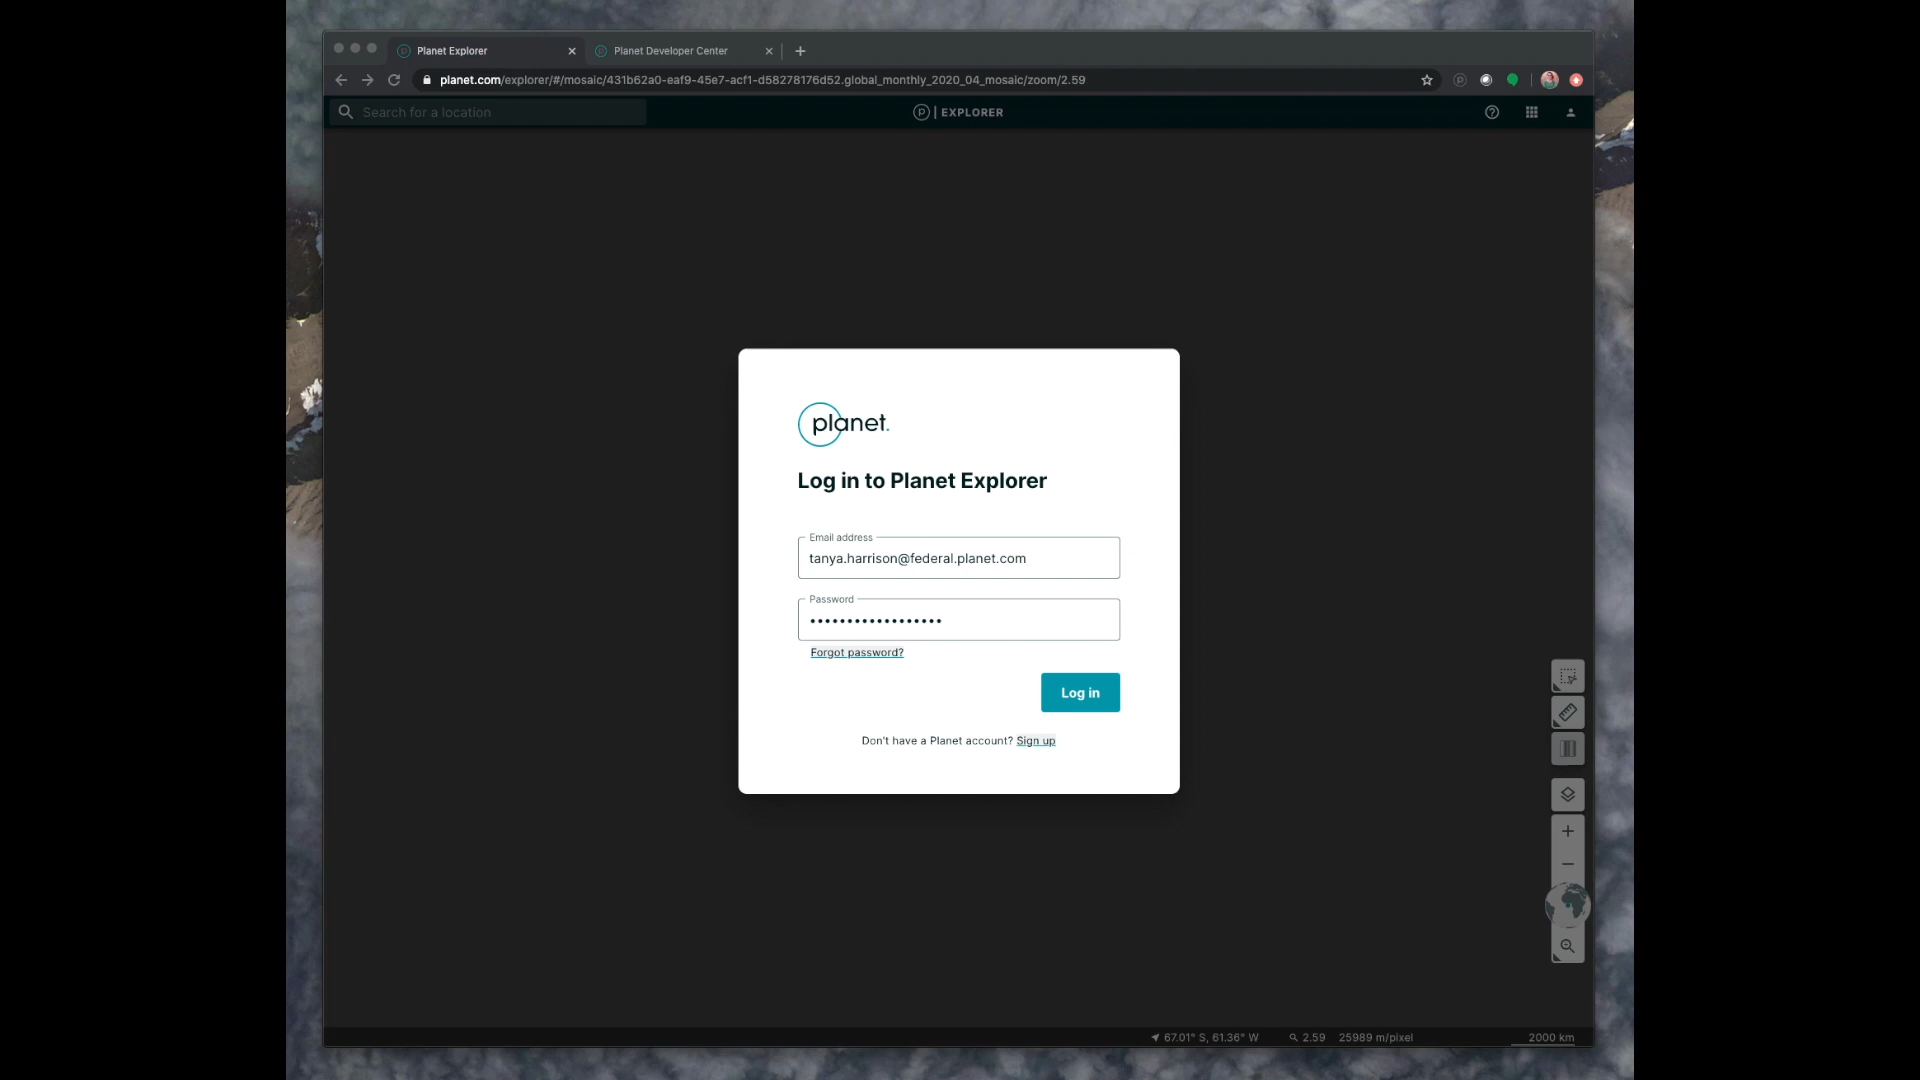 Planet Explorer
Planet Developer Center
planet.com/explorer/#/mosaic/431b62a0-eaf9-45e7-acf1-d58278176d52.global_monthly_2020_04_mosaic/zoom/2.59
Search for a location
EXPLORER
planet.
Log in to Planet Explorer
Email address
tanya.harrison@federal.planet.com
Password
••••••••••••••••••
Forgot password?
Log in
Don't have a Planet account? Sign up
67.01° S, 61.36° W 2.59 25989 m/pixel 2000 km